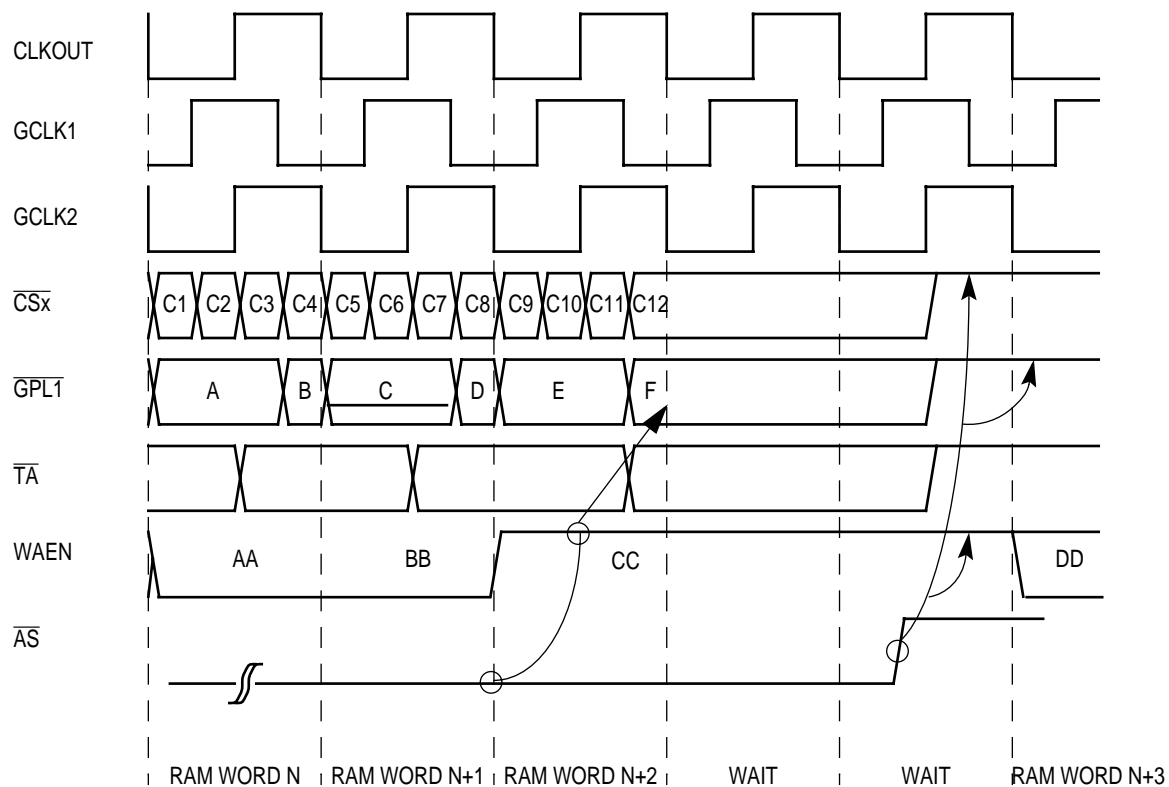 CLKOUT
GCLK1
GCLK2
CSx C1 C2 C3 C4 C5 C6 C7 C8 C9 C10 C11 C12
GPL1 A B C D E F
TA
WAEN AA BB CC DD
AS
RAM WORD N RAM WORD N+1 RAM WORD N+2 WAIT WAIT RAM WORD N+3